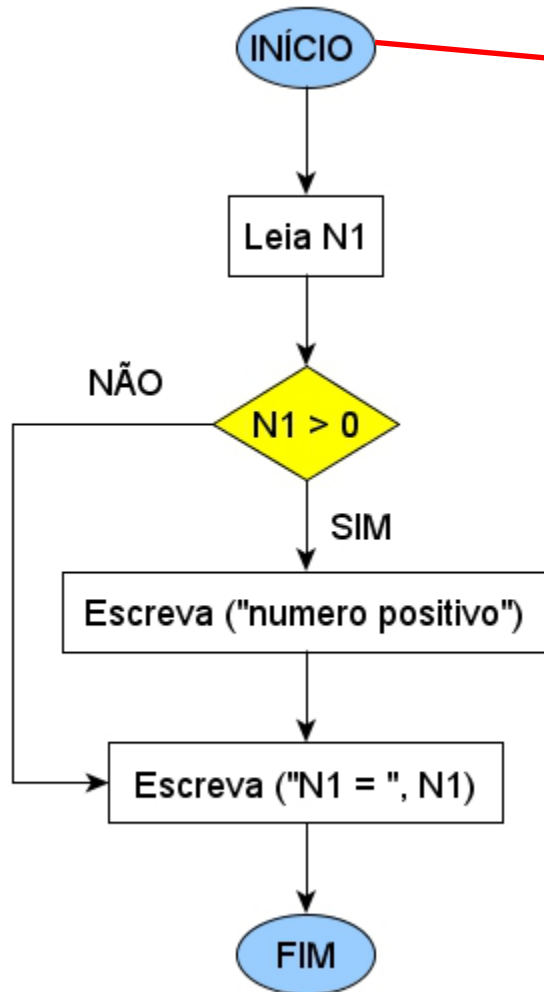 INÍCIO
Leia N1
NÃO
N1 > 0
SIM
Escreva ("numero positivo")
Escreva ("N1 = ", N1)
FIM